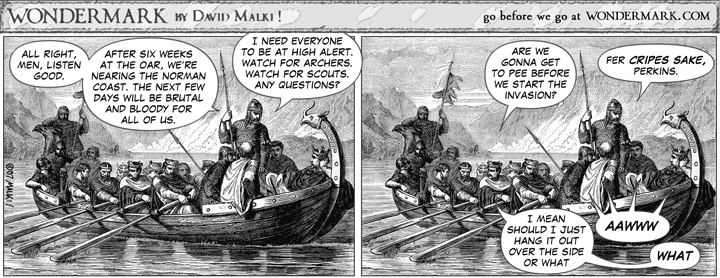 WONDERMARK BY DAVID MALKI !
go before we go at WONDERMARK.COM
ALL RIGHT,
MEN, LISTEN
GOOD.
AFTER SIX WEEKS
AT THE OAR, WE'RE
NEARING THE NORMAN
COAST. THE NEXT FEW
DAYS WILL BE BRUTAL
AND BLOODY FOR
ALL OF US.
I NEED EVERYONE
TO BE AT HIGH ALERT.
WATCH FOR ARCHERS.
WATCH FOR SCOUTS.
ANY QUESTIONS?
©'07 MALKI !
ARE WE
GONNA GET
TO PEE BEFORE
WE START THE
INVASION?
FER CRIPES SAKE,
PERKINS.
I MEAN
SHOULD I JUST
HANG IT OUT
OVER THE SIDE
OR WHAT
AAWWW
WHAT